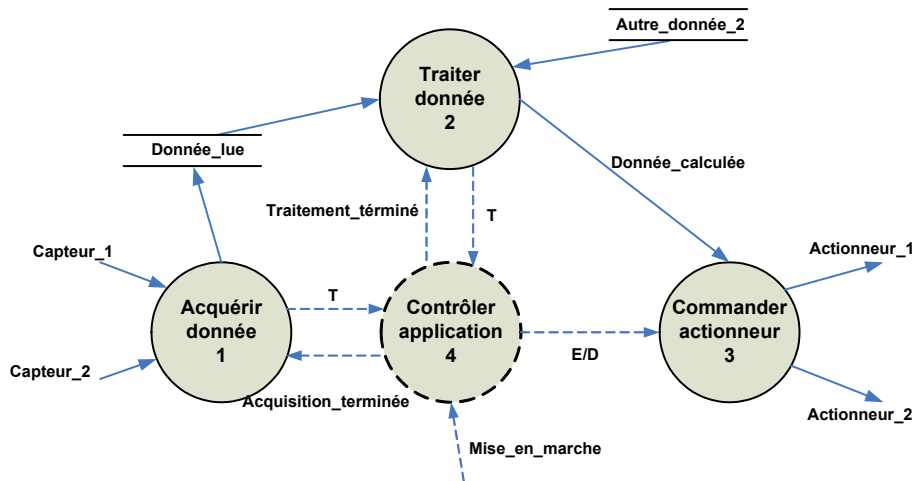 Autre_donnée_2
Traiter
donnée
2
Donnée_lue
Donnée_calculée
Traitement_términé
T
Capteur_1
Actionneur_1
Acquérir
donnée
1
T
Contrôler
application
4
E/D
Commander
actionneur
3
Capteur_2
Acquisition_terminée
Actionneur_2
Mise_en_marche